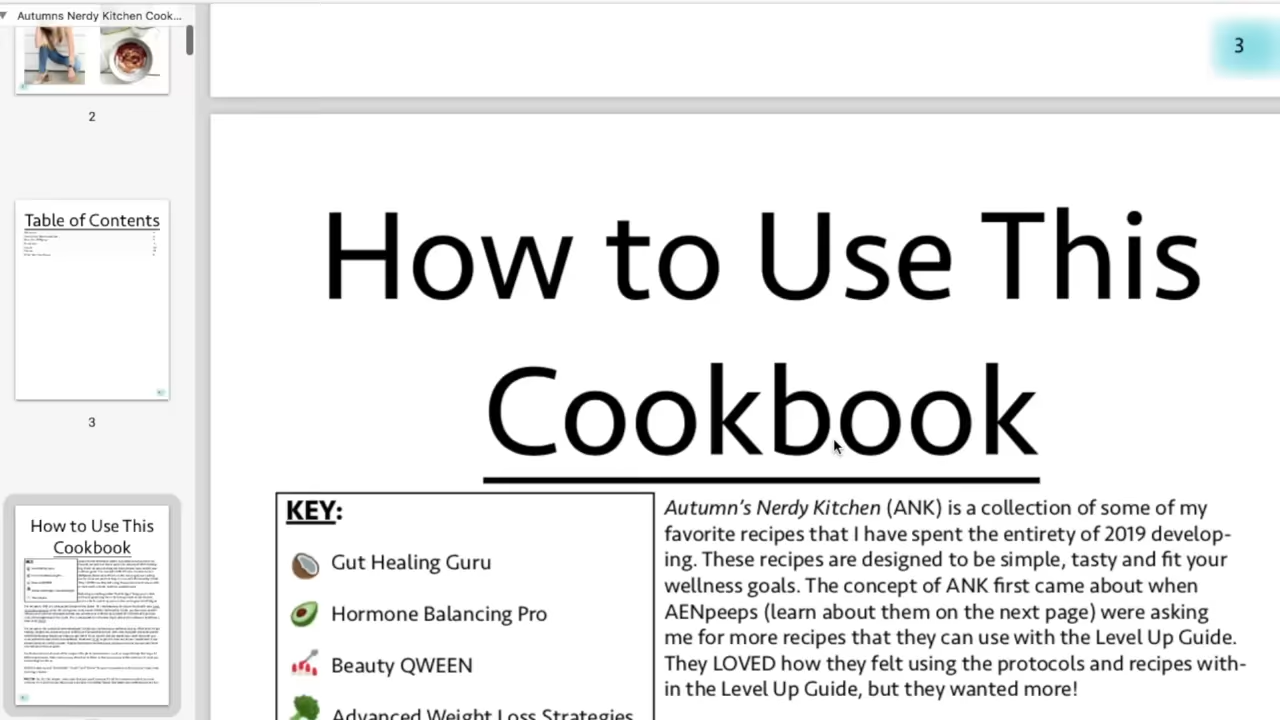 Autumns Nerdy Kitchen Cook...
2
Table of Contents
3
How to Use This
Cookbook
3
How to Use This
Cookbook
KEY:
Gut Healing Guru
Hormone Balancing Pro
Beauty QWEEN
Advanced Weight Loss Strategies
Autumn's Nerdy Kitchen (ANK) is a collection of some of my
favorite recipes that I have spent the entirety of 2019 develop-
ing. These recipes are designed to be simple, tasty and fit your
wellness goals. The concept of ANK first came about when
AENpeeps (learn about them on the next page) were asking
me for more recipes that they can use with the Level Up Guide.
They LOVED how they felt using the protocols and recipes with-
in the Level Up Guide, but they wanted more!